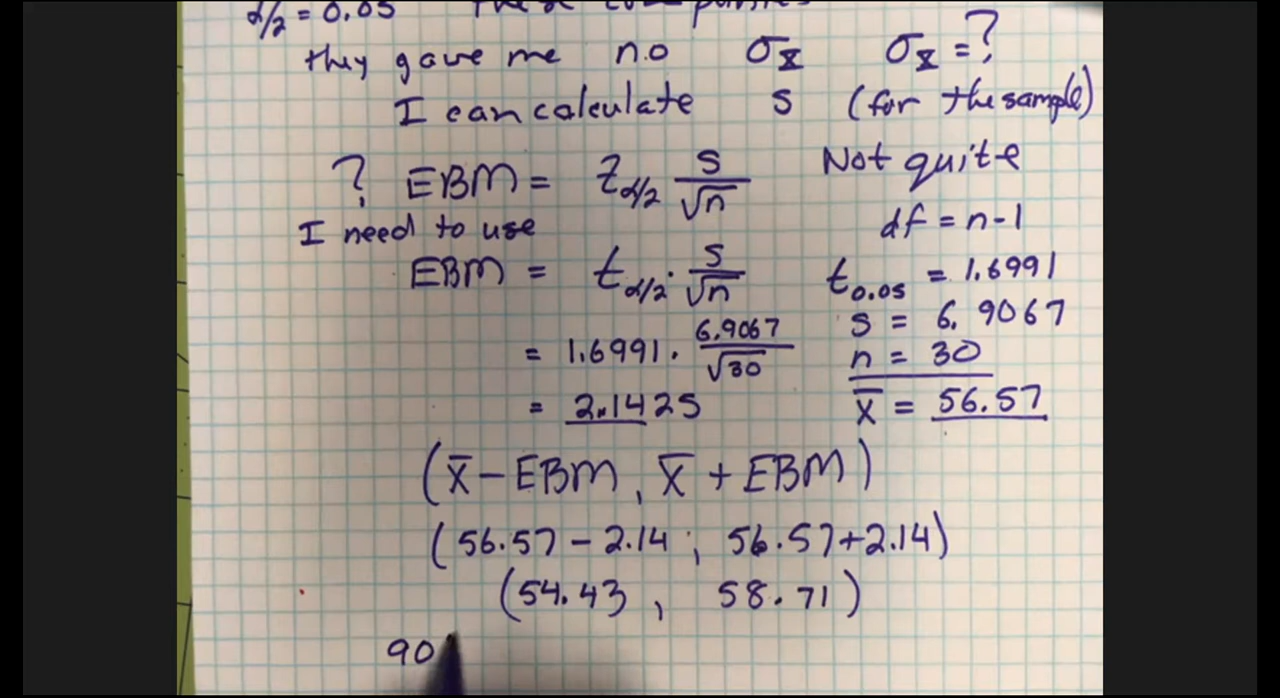 α/2 = 0.05 these companies
they gave me no σx̄ σx̄ = ?
I can calculate s (for the sample)
? EBM = Zα/2 s/√n Not quite
I need to use df = n-1
EBM = tα/2 · s/√n t0.05 = 1.6991
s = 6.9067
= 1.6991 · 6.9067/√30 n = 30
= 2.1425 x̄ = 56.57
(x̄ - EBM, x̄ + EBM)
(56.57 - 2.14, 56.57+2.14)
(54.43, 58.71)
90